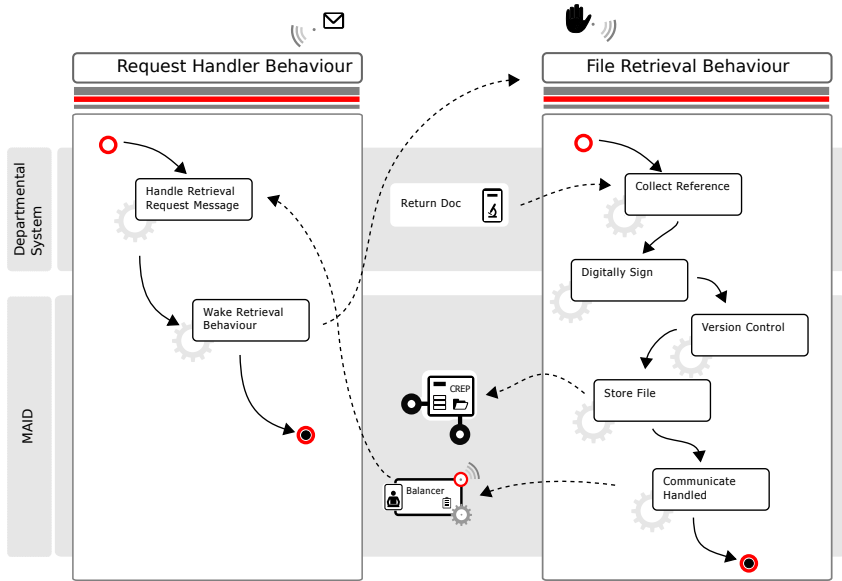 Request Handler Behaviour
File Retrieval Behaviour
Departmental
System
Handle Retrieval
Request Message
Return Doc
Collect Reference
Digitally Sign
Wake Retrieval
Behaviour
Version Control
MAID
CREP
Store File
Balancer
Communicate
Handled